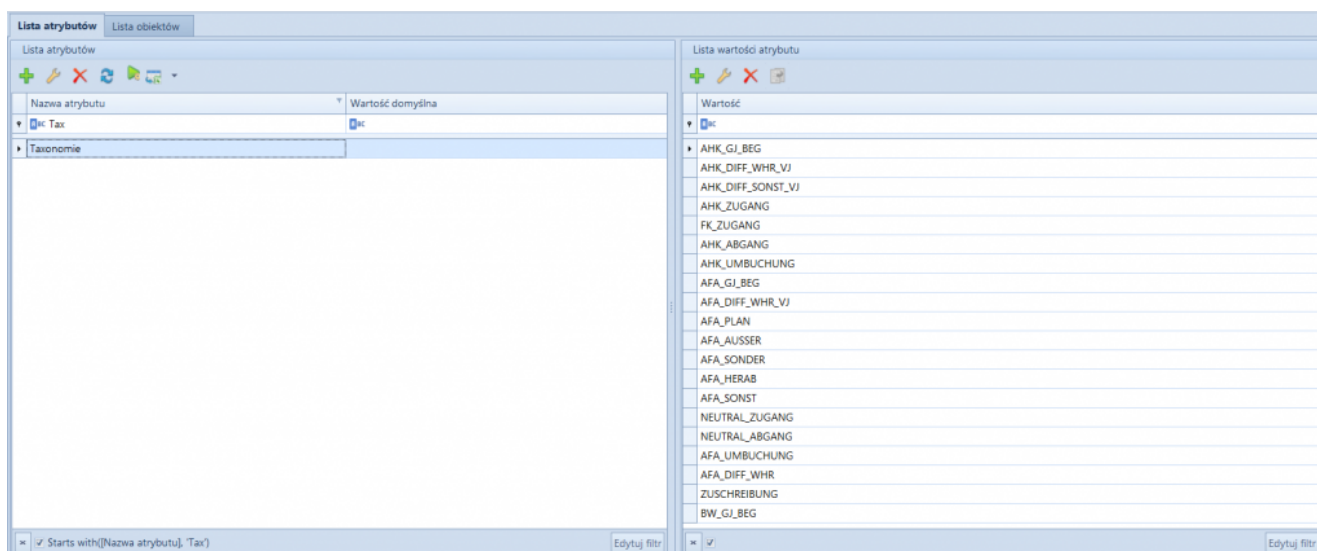 Lista atrybutów Lista obiektów
Lista atrybutów
Nazwa atrybutu Wartość domyślna
Tax
Taxonomie
Starts with([Nazwa atrybutu], 'Tax') Edytuj filtr
Lista wartości atrybutu
Wartość
AHK_GJ_BEG
AHK_DIFF_WHR_VJ
AHK_DIFF_SONST_VJ
AHK_ZUGANG
FK_ZUGANG
AHK_ABGANG
AHK_UMBUCHUNG
AFA_GJ_BEG
AFA_DIFF_WHR_VJ
AFA_PLAN
AFA_AUSSER
AFA_SONDER
AFA_HERAB
AFA_SONST
NEUTRAL_ZUGANG
NEUTRAL_ABGANG
AFA_UMBUCHUNG
AFA_DIFF_WHR
ZUSCHREIBUNG
BW_GJ_BEG
Edytuj filtr